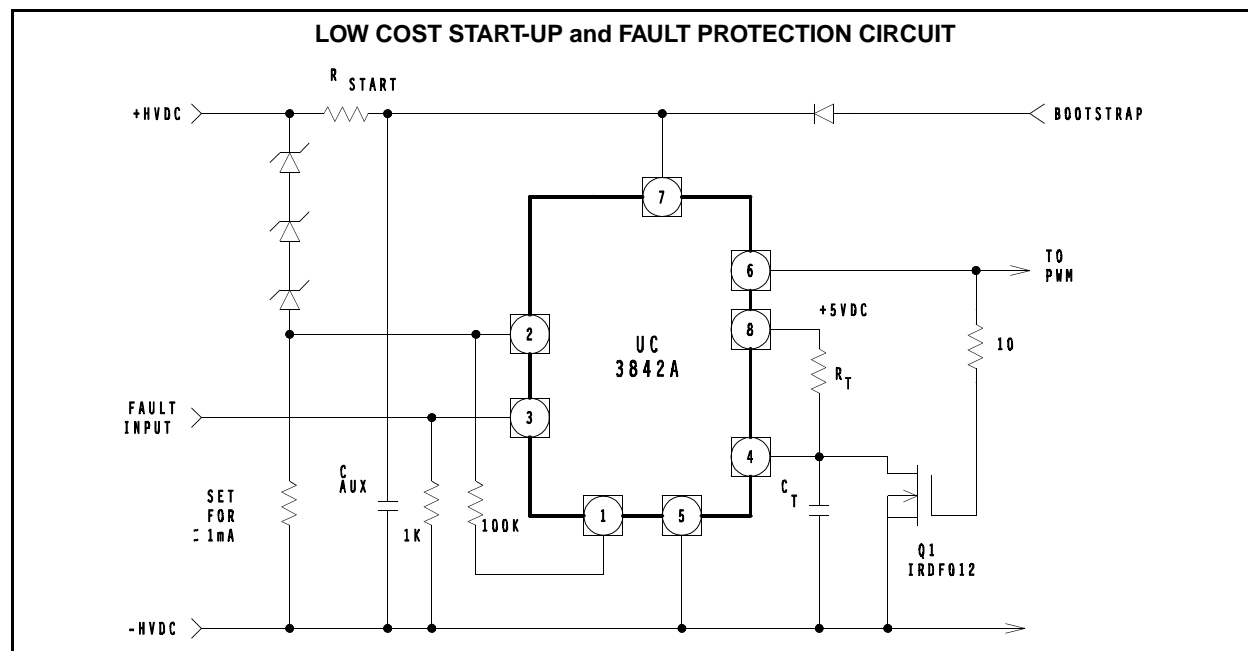 LOW COST START-UP and FAULT PROTECTION CIRCUIT
R START
+HVDC
BOOTSTRAP
7
6
TO
PWM
+5VDC
8
2
UC
3842A
10
R T
FAULT
INPUT
3
4
C
AUX
C T
SET
FOR
≈1mA
1K
100K
1
5
Q1
IRDF012
-HVDC